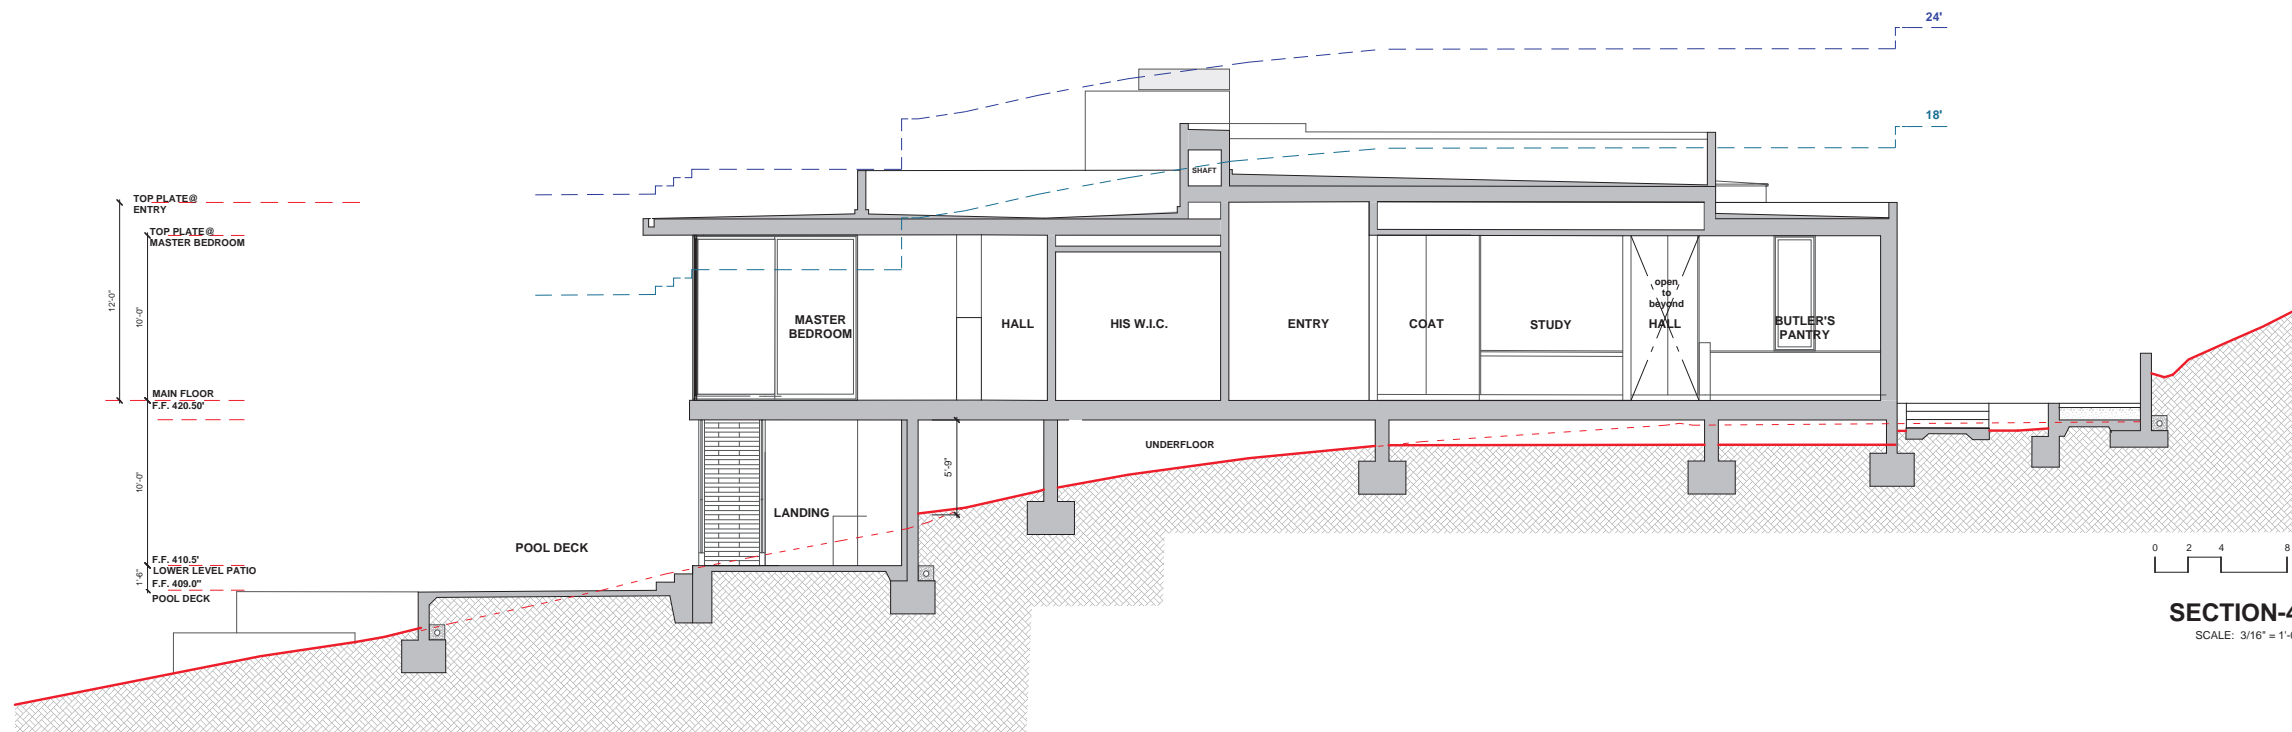 24'
18'
SHAFT
TOP PLATE@
ENTRY
TOP PLATE@
MASTER BEDROOM
12'-0"
10'-0"
MASTER
BEDROOM
HALL
HIS W.I.C.
ENTRY
COAT
STUDY
open
to
beyond
HALL
BUTLER'S
PANTRY
MAIN FLOOR
F.F. 420.50'
UNDERFLOOR
5'-9"
10'-0"
LANDING
POOL DECK
F.F. 410.5'
LOWER LEVEL PATIO
1'-6"
F.F. 409.0"
POOL DECK
0 2 4 8
SECTION-4
SCALE: 3/16" = 1'-